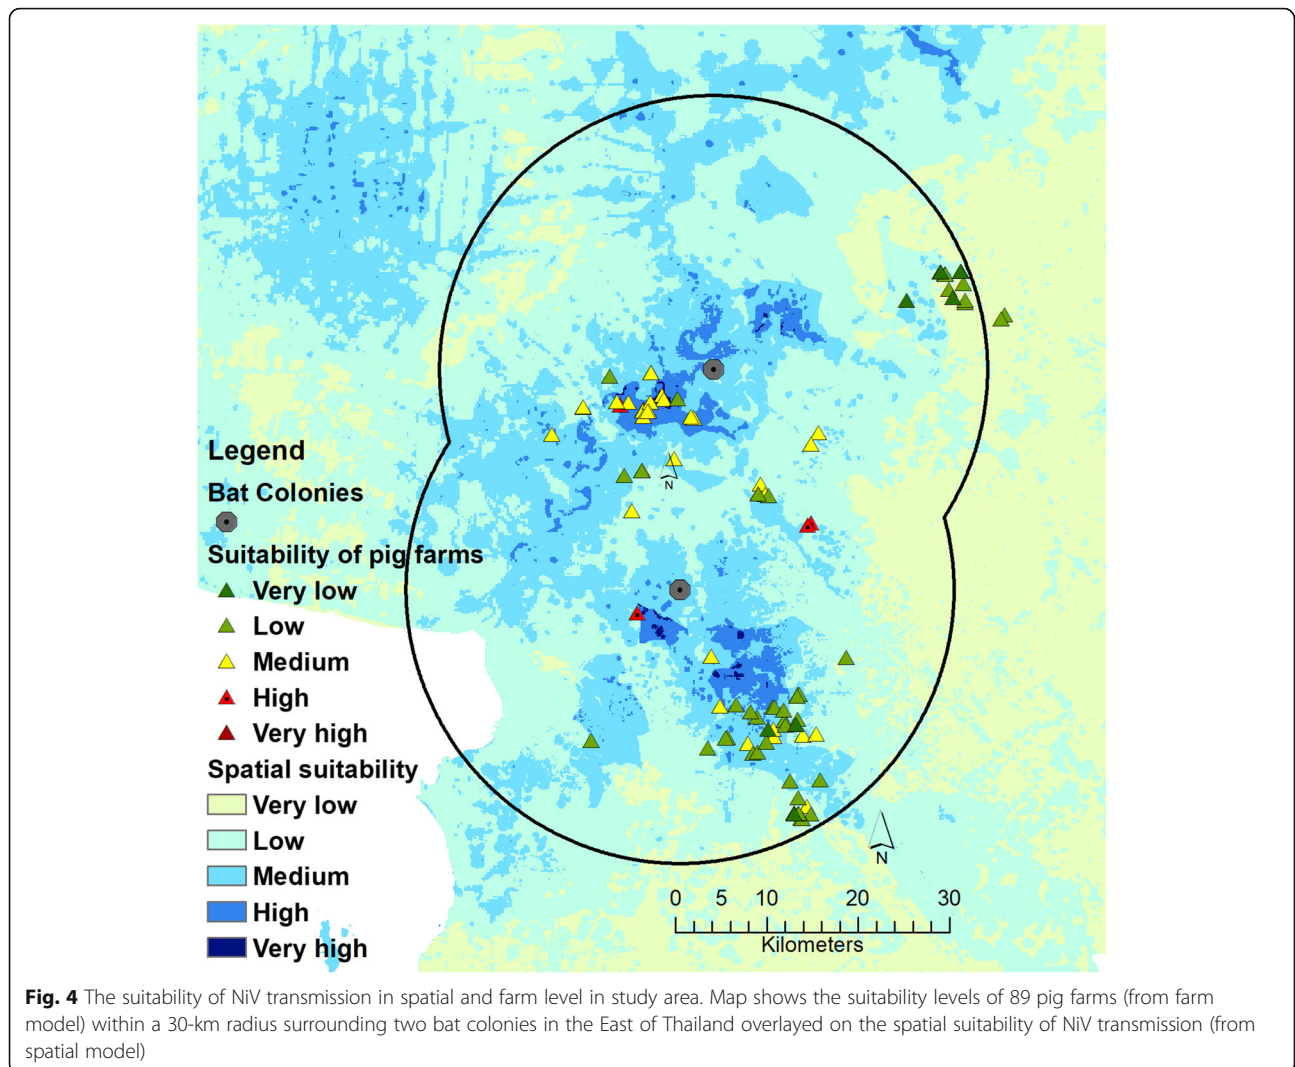 N
Legend
Bat Colonies
Suitability of pig farms
Very low
Low
Medium
High
Very high
Spatial suitability
Very low
Low
Medium
High
Very high
N
0 5 10 20 30
Kilometers
Fig. 4 The suitability of NiV transmission in spatial and farm level in study area. Map shows the suitability levels of 89 pig farms (from farm
model) within a 30-km radius surrounding two bat colonies in the East of Thailand overlayed on the spatial suitability of NiV transmission (from
spatial model)